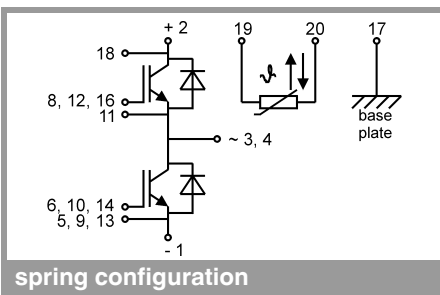 + 2
19
20
17
18
8, 12, 16
11
ϑ
base
plate
~ 3, 4
6, 10, 14
5, 9, 13
- 1
spring configuration